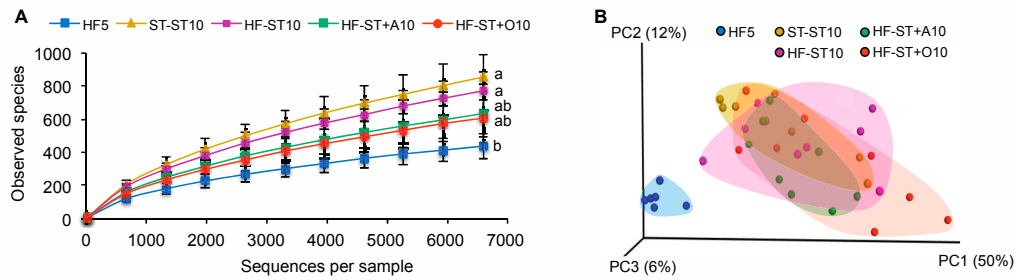 A
HF5 ST-ST10 HF-ST10 HF-ST+A10 HF-ST+O10
Observed species
1000
800
600
400
200
0
a
a
ab
ab
b
0 1000 2000 3000 4000 5000 6000 7000
Sequences per sample
B
PC2 (12%)
HF5 ST-ST10 HF-ST+A10
HF-ST10 HF-ST+O10
PC3 (6%)
PC1 (50%)